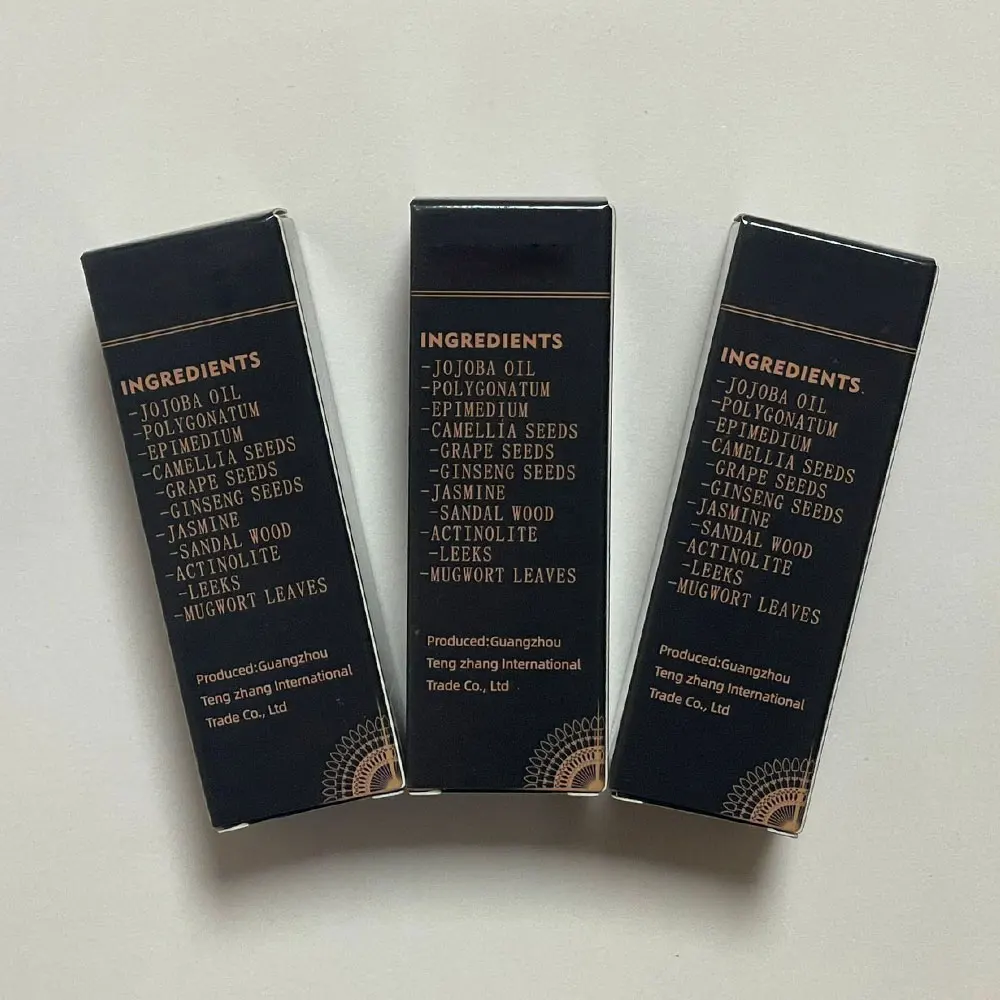 INGREDIENTS
-JOJOBA OIL
-POLYGONATUM
-EPIMEDIUM
-CAMELLIA SEEDS
-GRAPE SEEDS
-GINSENG SEEDS
-JASMINE
-SANDAL WOOD
-ACTINOLITE
-LEEKS
-MUGWORT LEAVES
Produced:Guangzhou
Teng zhang International
Trade Co., Ltd
INGREDIENTS
-JOJOBA OIL
-POLYGONATUM
-EPIMEDIUM
-CAMELLIA SEEDS
-GRAPE SEEDS
-GINSENG SEEDS
-JASMINE
-SANDAL WOOD
-ACTINOLITE
-LEEKS
-MUGWORT LEAVES
Produced:Guangzhou
Teng zhang International
Trade Co., Ltd
INGREDIENTS
-JOJOBA OIL
-POLYGONATUM
-EPIMEDIUM
-CAMELLIA SEEDS
-GRAPE SEEDS
-GINSENG SEEDS
-JASMINE
-SANDAL WOOD
-ACTINOLITE
-LEEKS
-MUGWORT LEAVES
Produced:Guangzhou
Teng zhang International
Trade Co., Ltd